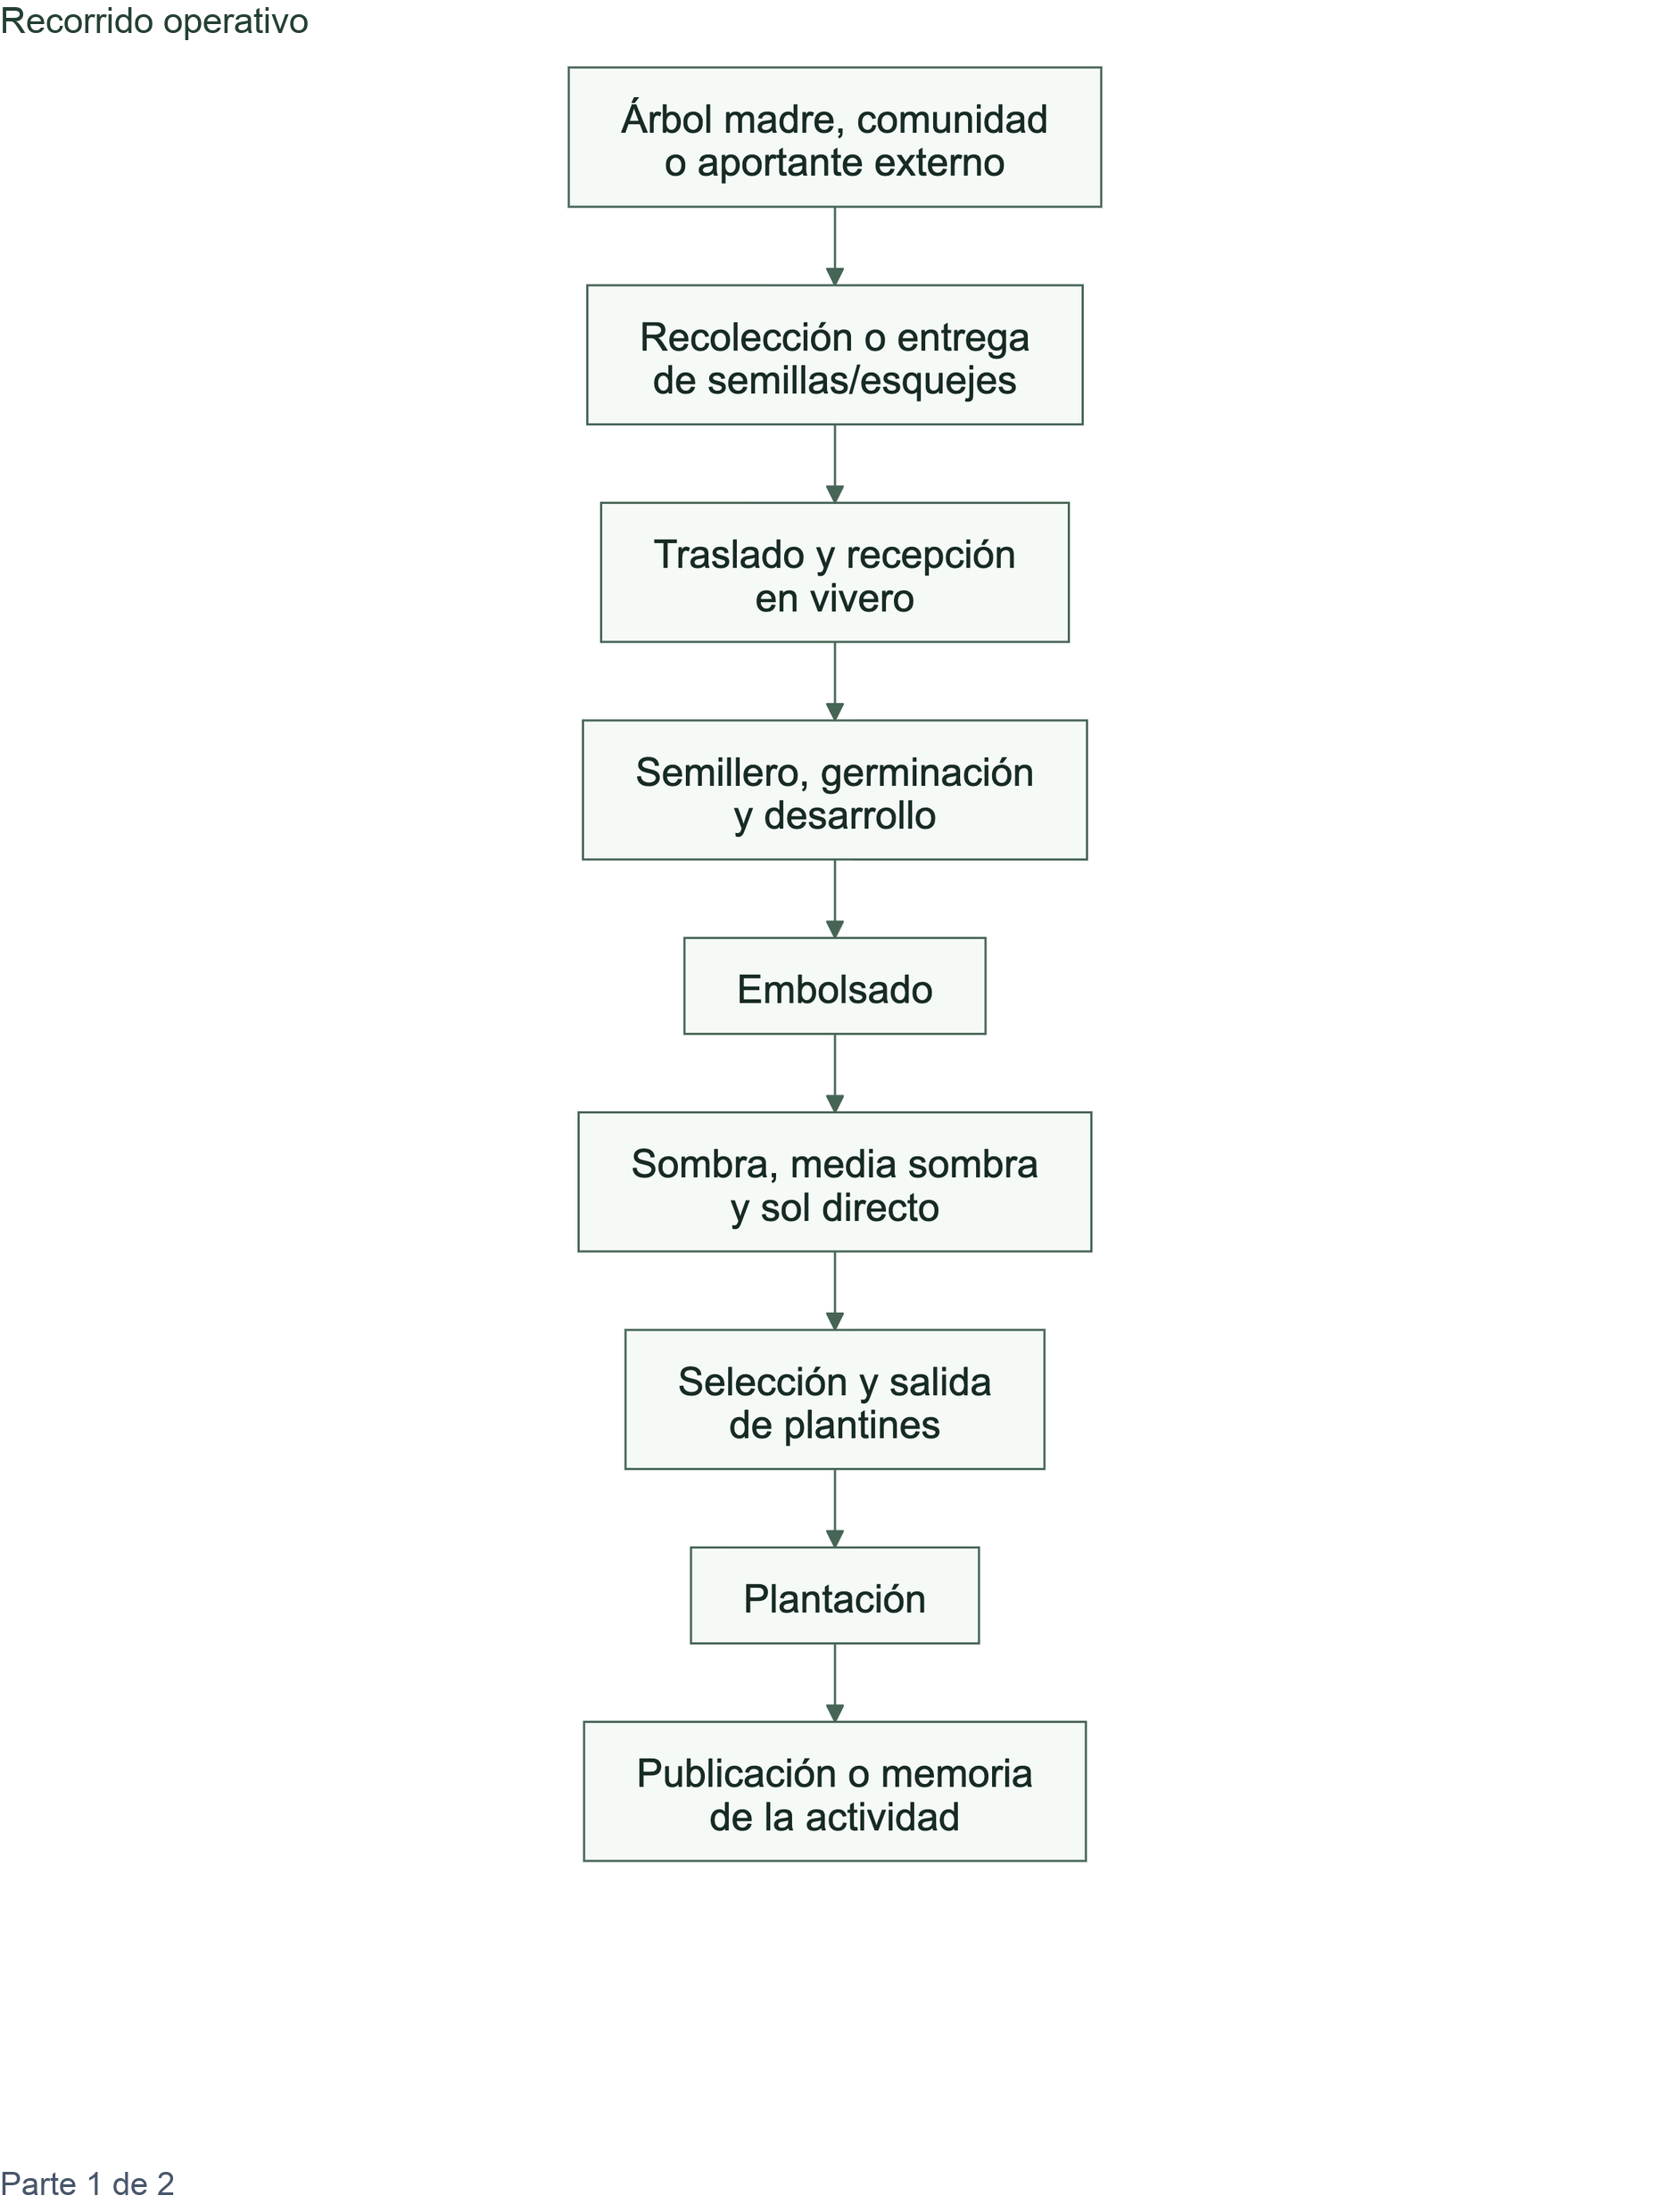 Recorrido operativo
Árbol madre, comunidad
o aportante externo
Recolección o entrega
de semillas/esquejes
Traslado y recepción
en vivero
Semillero, germinación
y desarrollo
Embolsado
Sombra, media sombra
y sol directo
Selección y salida
de plantines
Plantación
Publicación o memoria
de la actividad
Parte 1 de 2